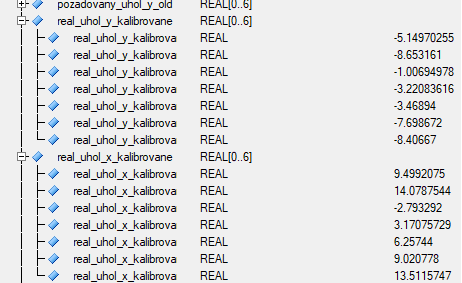 pozadovany_uhol_y_old REAL[0..6]
real_uhol_y_kalibrovane REAL[0..6]
real_uhol_y_kalibrova REAL -5.14970255
real_uhol_y_kalibrova REAL -8.653161
real_uhol_y_kalibrova REAL -1.00694978
real_uhol_y_kalibrova REAL -3.22083616
real_uhol_y_kalibrova REAL -3.46894
real_uhol_y_kalibrova REAL -7.698672
real_uhol_y_kalibrova REAL -8.40667
real_uhol_x_kalibrovane REAL[0..6]
real_uhol_x_kalibrova REAL 9.4992075
real_uhol_x_kalibrova REAL 14.0787544
real_uhol_x_kalibrova REAL -2.793292
real_uhol_x_kalibrova REAL 3.17075729
real_uhol_x_kalibrova REAL 6.25744
real_uhol_x_kalibrova REAL 9.020778
real_uhol_x_kalibrova REAL 13.5115747